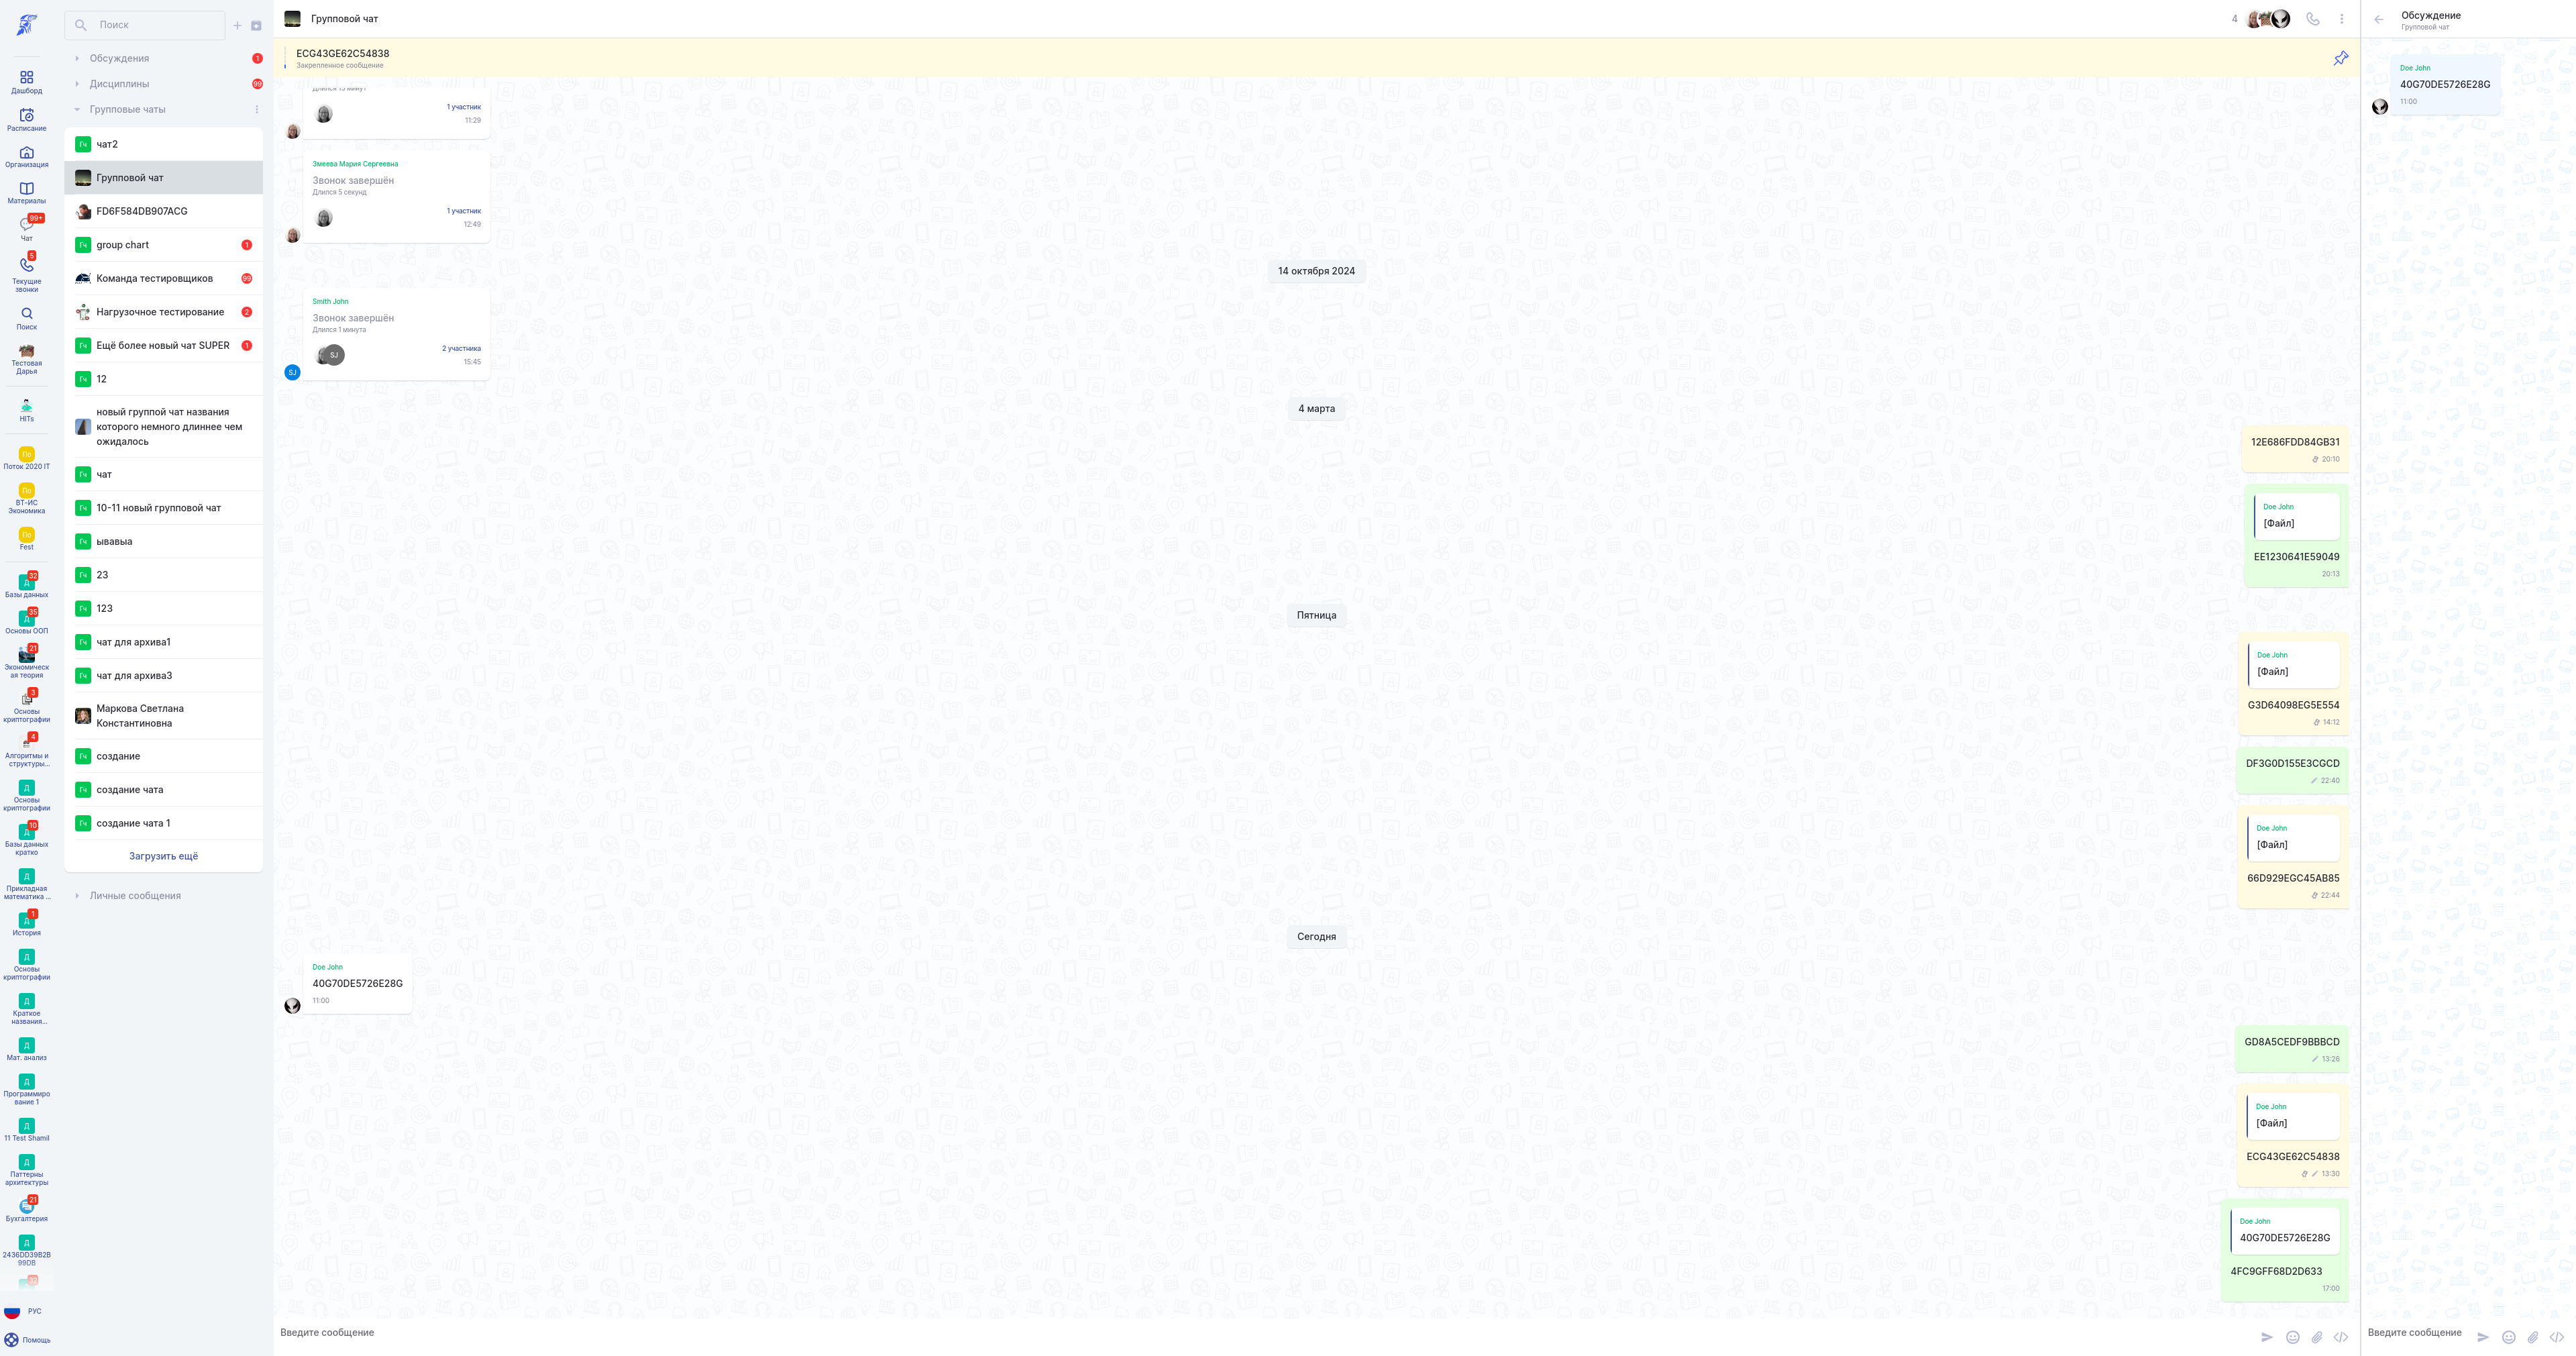 Дашборд
Расписание
Организация
Материалы
99+
Чат
5
Текущие
звонки
Поиск
Тестовая
Дарья
HITs
По
Поток 2020 IT
По
ВТ-ИС
Экономика
По
Fest
32
Д
Базы данных
35
Д
Основы ООП
21
Экономическ
ая теория
3
Основы
криптографии
4
Алгоритмы и
структуры...
Д
Основы
криптографии
10
Д
Базы данных
кратко
Д
Прикладная
математика ...
1
Д
История
Д
Основы
криптографии
Д
Краткое
названия...
Д
Мат. анализ
Д
Программиро
вание 1
Д
11 Test Shamil
Д
Паттерны
архитектуры
21
Бухгалтерия
Д
2436DD39B2B
99DB
32
РУС
Помощь
Поиск
Обсуждения
1
Дисциплины
99
Групповые чаты
Гч
чат2
Групповой чат
FD6F584DB907ACG
Гч
group chart
1
Команда тестировщиков
99
Нагрузочное тестирование
2
Гч
Ещё более новый чат SUPER
1
Гч
12
новый группой чат названия
которого немного длиннее чем
ожидалось
Гч
чат
Гч
10-11 новый групповой чат
Гч
ывавыа
Гч
23
Гч
123
Гч
чат для архива1
Гч
чат для архива3
Маркова Светлана
Константиновна
Гч
создание
Гч
создание чата
Гч
создание чата 1
Загрузить ещё
Личные сообщения
Групповой чат
4
ECG43GE62C54838
Закрепленное сообщение
Длился 15 минут
1 участник
11:29
Змеева Мария Сергеевна
Звонок завершён
Длился 5 секунд
1 участник
12:49
14 октября 2024
Smith John
Звонок завершён
Длился 1 минута
SJ
2 участника
15:45
SJ
4 марта
12E686FDD84GB31
20:10
Doe John
[Файл]
EE1230641E59049
20:13
Пятница
Doe John
[Файл]
G3D64098EG5E554
14:12
DF3G0D155E3CGCD
22:40
Doe John
[Файл]
66D929EGC45AB85
22:44
Сегодня
Doe John
40G70DE5726E28G
11:00
GD8A5CEDF9BBBCD
13:26
Doe John
[Файл]
ECG43GE62C54838
13:30
Doe John
40G70DE5726E28G
4FC9GFF68D2D633
17:00
Введите сообщение
Обсуждение
Групповой чат
Doe John
40G70DE5726E28G
11:00
Введите сообщение